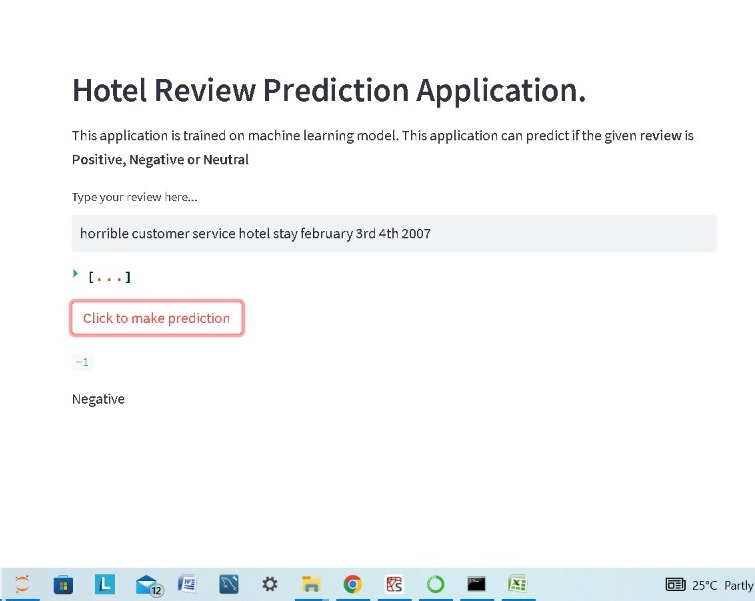 Hotel Review Prediction Application.
This application is trained on machine learning model. This application can predict if the given review is
Positive, Negative or Neutral
Type your review here...
horrible customer service hotel stay february 3rd 4th 2007
[...]
Click to make prediction
-1
Negative
L 12 W 25°C Partly